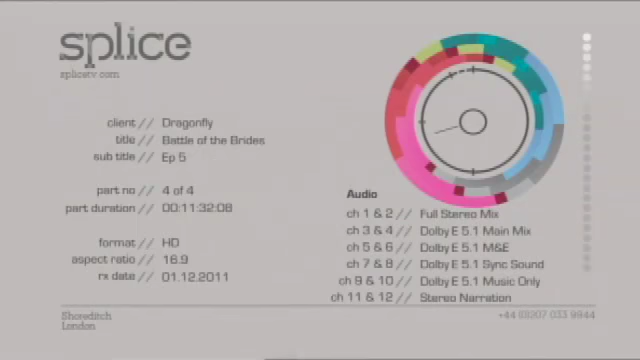 splice
splicetv.com
client // Dragonfly
title // Battle of the Brides
sub title // Ep 5
part no // 4 of 4
part duration // 00:11:32:08
format // HD
aspect ratio // 16.9
rx date // 01.12.2011
Audio
ch 1 & 2 // Full Stereo Mix
ch 3 & 4 // Dolby E 5.1 Main Mix
ch 5 & 6 // Dolby E 5.1 M&E
ch 7 & 8 // Dolby E 5.1 Sync Sound
ch 9 & 10 // Dolby E 5.1 Music Only
ch 11 & 12 // Stereo Narration
Shoreditch
London
+44 (0)207 033 9944